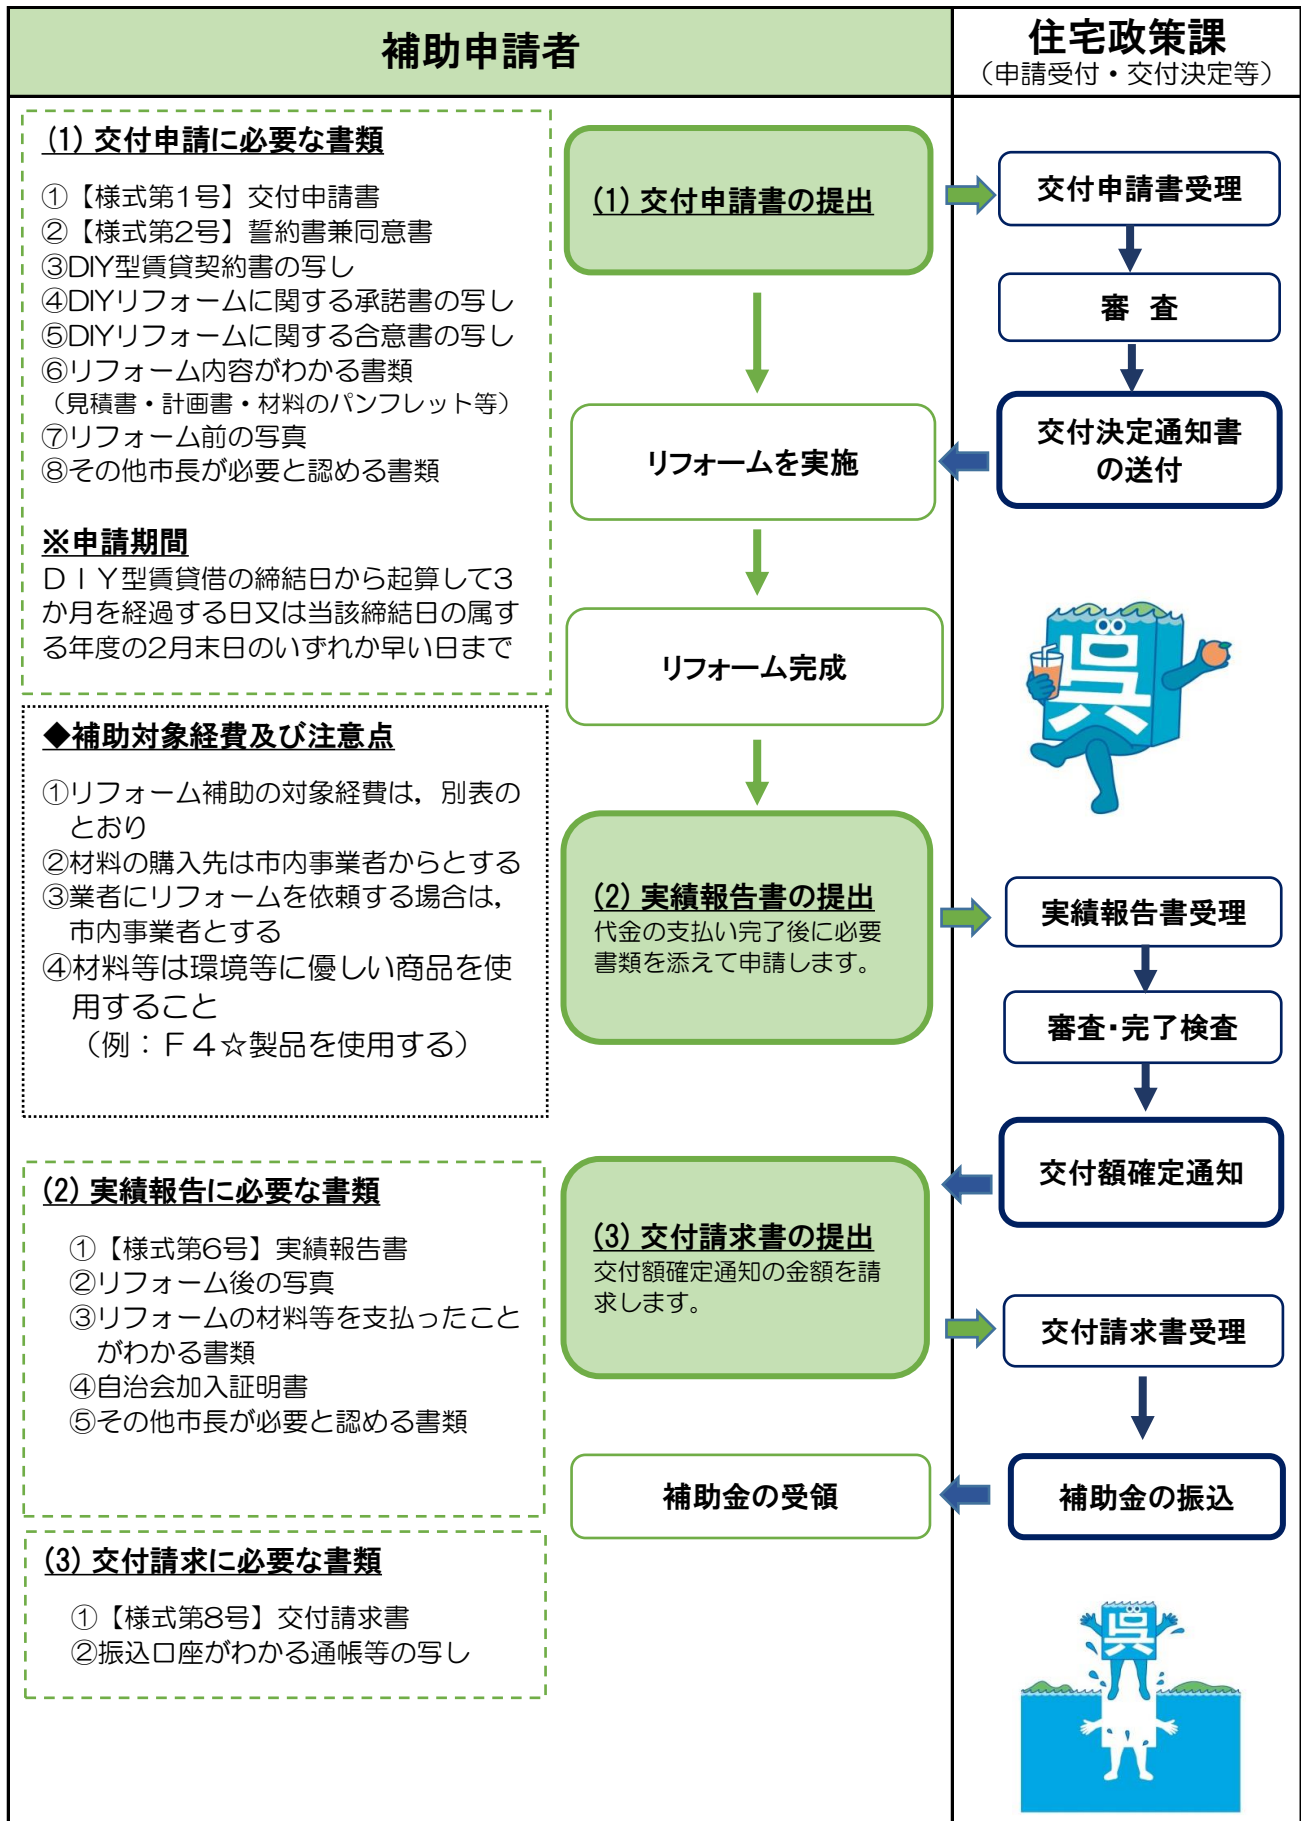 補助申請者
住宅政策課
（申請受付・交付決定等）
(1) 交付申請に必要な書類
①【様式第1号】交付申請書
②【様式第2号】誓約書兼同意書
③DIY型賃貸契約書の写し
④DIYリフォームに関する承諾書の写し
⑤DIYリフォームに関する合意書の写し
⑥リフォーム内容がわかる書類
（見積書・計画書・材料のパンフレット等）
⑦リフォーム前の写真
⑧その他市長が必要と認める書類
※申請期間
ＤＩＹ型賃貸借の締結日から起算して3
か月を経過する日又は当該締結日の属す
る年度の2月末日のいずれか早い日まで
◆補助対象経費及び注意点
①リフォーム補助の対象経費は，別表の
とおり
②材料の購入先は市内事業者からとする
③業者にリフォームを依頼する場合は，
市内事業者とする
④材料等は環境等に優しい商品を使
用すること
（例：Ｆ４☆製品を使用する）
(2) 実績報告に必要な書類
①【様式第6号】実績報告書
②リフォーム後の写真
③リフォームの材料等を支払ったこと
がわかる書類
④自治会加入証明書
⑤その他市長が必要と認める書類
(3) 交付請求に必要な書類
①【様式第8号】交付請求書
②振込口座がわかる通帳等の写し
(1) 交付申請書の提出
リフォームを実施
リフォーム完成
(2) 実績報告書の提出
代金の支払い完了後に必要
書類を添えて申請します。
(3) 交付請求書の提出
交付額確定通知の金額を請
求します。
補助金の受領
交付申請書受理
審 査
交付決定通知書
の送付
呉
実績報告書受理
審査・完了検査
交付額確定通知
交付請求書受理
補助金の振込
呉